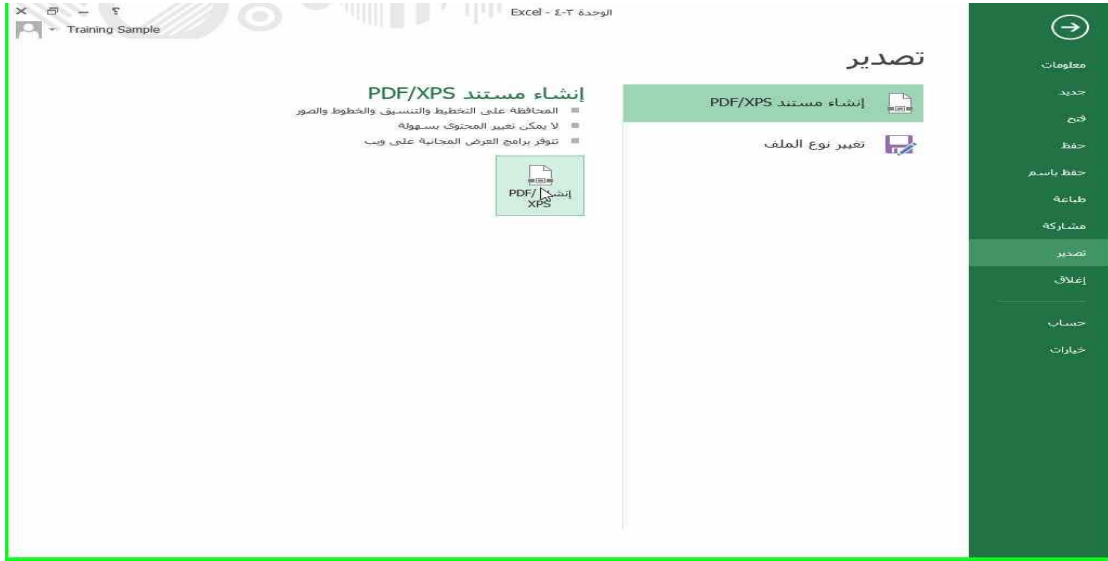 الوحدة ٣-٤ - Excel
؟
Training Sample
معلومات
جديد
فتح
حفظ
حفظ باسم
طباعة
مشاركة
تصدير
إغلاق
حساب
خيارات
تصدير
إنشاء مستند PDF/XPS
تغيير نوع الملف
إنشاء مستند PDF/XPS
المحافظة على التخطيط والتنسيق والخطوط والصور
لا يمكن تغيير المحتوى بسهولة
تتوفر برامج العرض المجانية على ويب
إنشاء PDF/
XPS